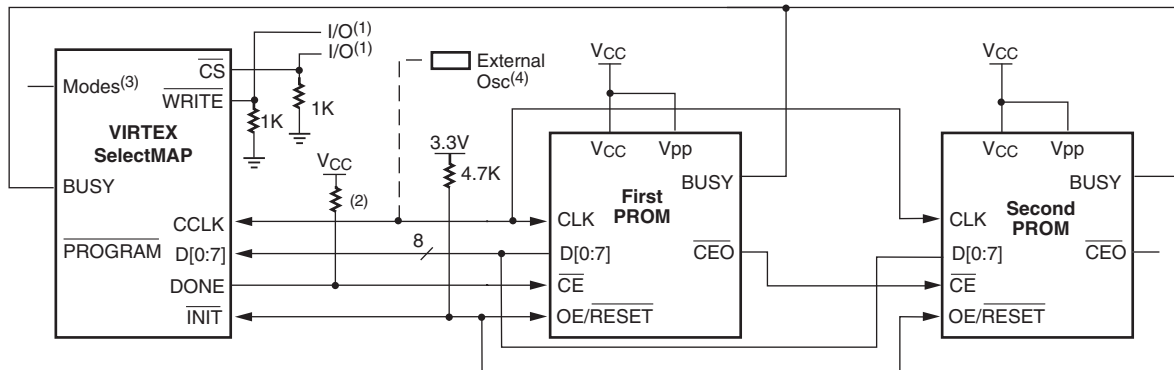 I/O(1)
I/O(1)
CS
Modes(3)
WRITE
1K
1K
VIRTEX
SelectMAP
BUSY
CCLK
PROGRAM
D[0:7]
DONE
INIT
External
Osc(4)
VCC
(2)
3.3V
4.7K
8
VCC
VCC
Vpp
First
PROM
BUSY
CLK
D[0:7]
CEO
CE
OE/RESET
VCC
VCC
Vpp
BUSY
CLK
Second
PROM
D[0:7]
CEO
CE
OE/RESET